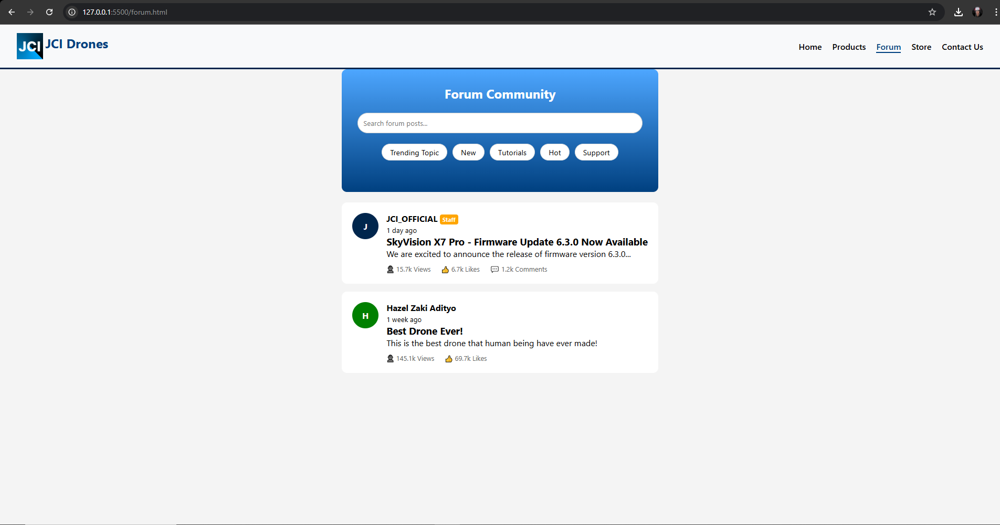 127.0.0.1:5500/forum.html
JCI JCI Drones
Home Products Forum Store Contact Us
Forum Community
Search forum posts...
Trending Topic New Tutorials Hot Support
J
JCI_OFFICIAL Staff
1 day ago
SkyVision X7 Pro - Firmware Update 6.3.0 Now Available
We are excited to announce the release of firmware version 6.3.0...
15.7k Views 6.7k Likes 1.2k Comments
H
Hazel Zaki Adityo
1 week ago
Best Drone Ever!
This is the best drone that human being have ever made!
145.1k Views 69.7k Likes